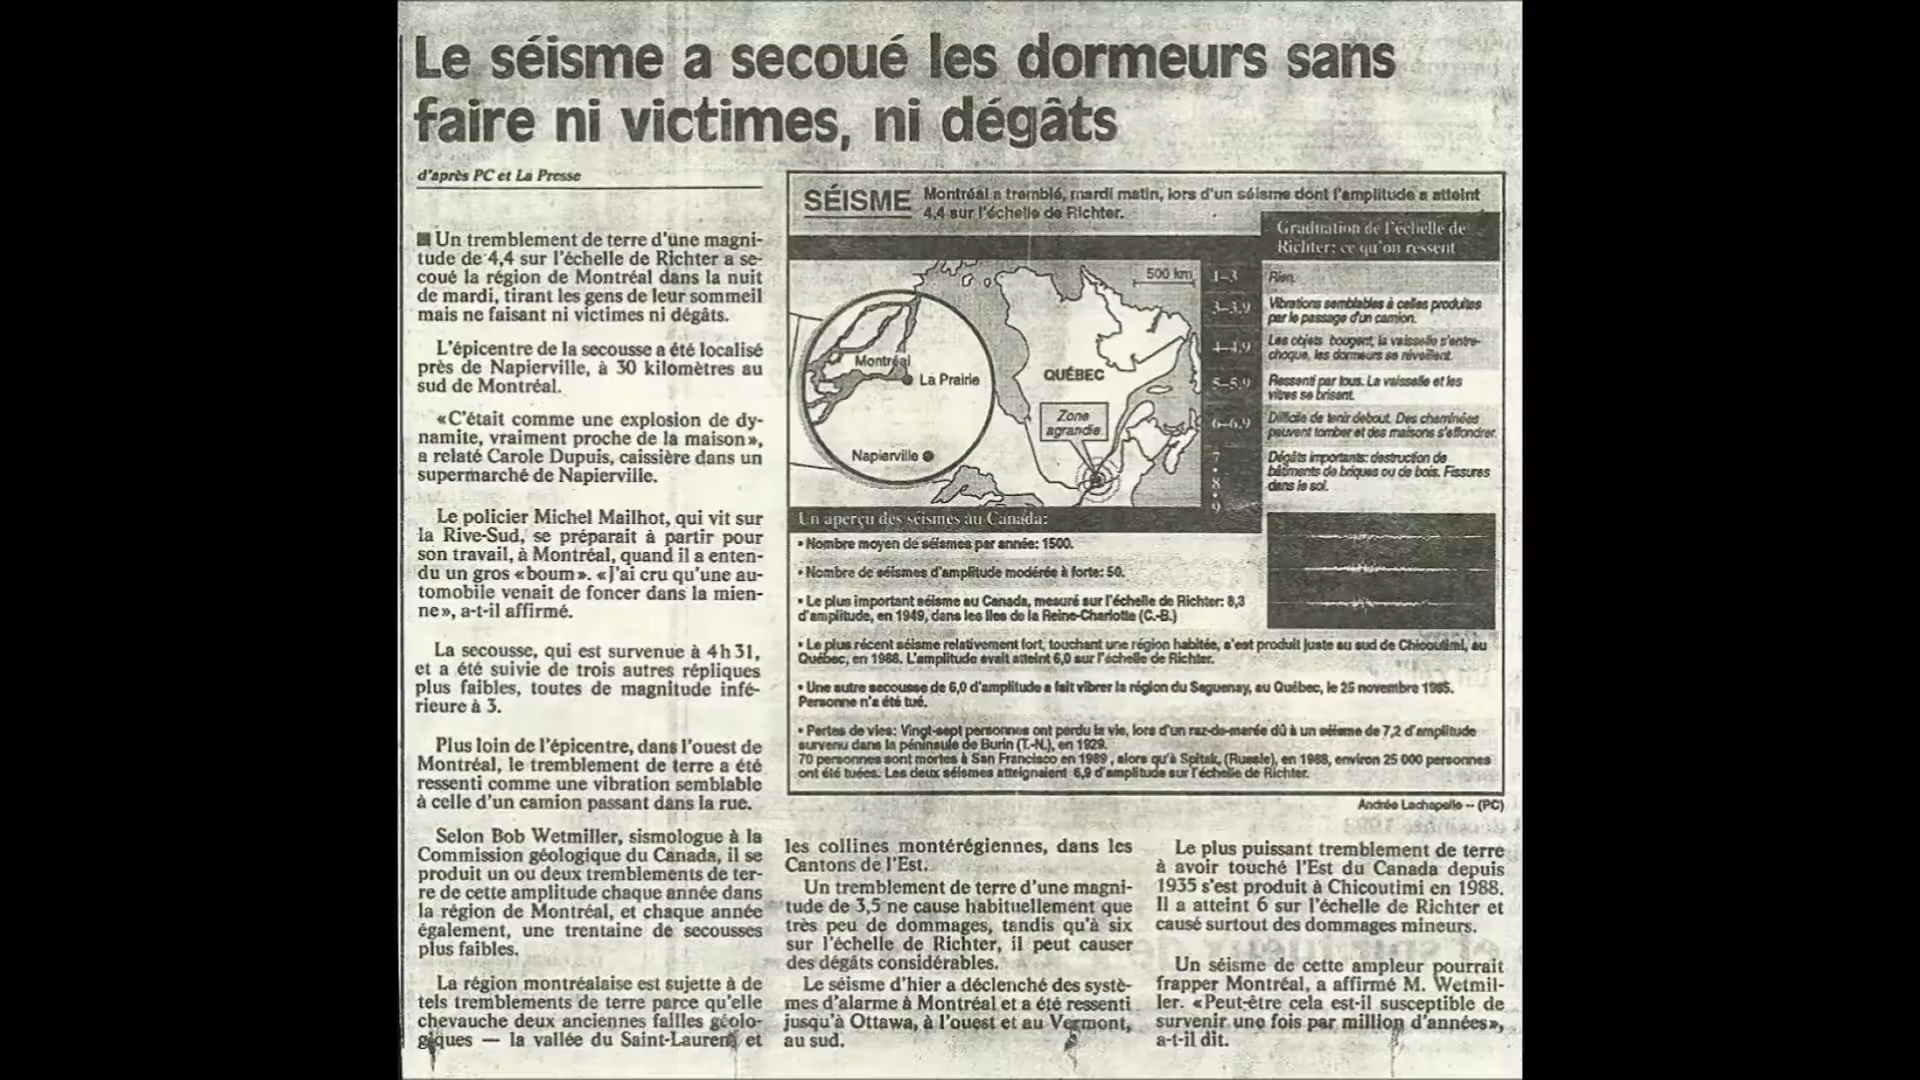 Le séisme a secoué les dormeurs sans
faire ni victimes, ni dégâts
d'après PC et La Presse
Un tremblement de terre d'une magni-
tude de 4,4 sur l'échelle de Richter a se-
coué la région de Montréal dans la nuit
de mardi, tirant les gens de leur sommeil
mais ne faisant ni victimes ni dégâts.
L'épicentre de la secousse a été localisé
près de Napierville, à 30 kilomètres au
sud de Montréal.
«C'était comme une explosion de dy-
namite, vraiment proche de la maison»,
a relaté Carole Dupuis, caissière dans un
supermarché de Napierville.
Le policier Michel Mailhot, qui vit sur
la Rive-Sud, se préparait à partir pour
son travail, à Montréal, quand il a enten-
du un gros «boum». «J'ai cru qu'une au-
tomobile venait de foncer dans la mien-
ne», a-t-il affirmé.
La secousse, qui est survenue à 4h31,
et a été suivie de trois autres répliques
plus faibles, toutes de magnitude infé-
rieure à 3.
Plus loin de l'épicentre, dans l'ouest de
Montréal, le tremblement de terre a été
ressenti comme une vibration semblable
à celle d'un camion passant dans la rue.
Selon Bob Wetmiller, sismologue à la
Commission géologique du Canada, il se
produit un ou deux tremblements de ter-
re de cette amplitude chaque année dans
la région de Montréal, et chaque année
également, une trentaine de secousses
plus faibles.
La région montréalaise est sujette à de
tels tremblements de terre parce qu'elle
chevauche deux anciennes failles géolo-
giques — la vallée du Saint-Laurent et
SÉISME
Montréal a tremblé, mardi matin, lors d'un séisme dont l'amplitude a atteint
4,4 sur l'échelle de Richter.
Graduation de l'échelle de
Richter: ce qu'on ressent
500 km
Montréal
La Prairie
Napierville
QUÉBEC
Zone
agrandie
1–3
Rien.
3–3,9
Vibrations semblables à celles produites
par le passage d'un camion.
4–4,9
Les objets bougent, la vaisselle s'entre-
choque, les dormeurs se réveillent.
5–5,9
Ressenti par tous. La vaisselle et les
vitres se brisent.
6–6,9
Difficile de tenir debout. Des cheminées
peuvent tomber et des maisons s'effondrer.
7
•
8
•
9
Dégâts importants: destruction de
bâtiments de briques ou de bois. Fissures
dans le sol.
Un aperçu des séismes au Canada:
• Nombre moyen de séismes par année: 1500.
• Nombre de séismes d'amplitude modérée à forte: 50.
• Le plus important séisme au Canada, mesuré sur l'échelle de Richter: 8,3
d'amplitude, en 1949, dans les Iles de la Reine-Charlotte (C.-B.)
• Le plus récent séisme relativement fort, touchant une région habitée, s'est produit juste au sud de Chicoutimi, au
Québec, en 1988. L'amplitude avait atteint 6,0 sur l'échelle de Richter.
• Une autre secousse de 6,0 d'amplitude a fait vibrer la région du Saguenay, au Québec, le 25 novembre 1985.
Personne n'a été tué.
• Pertes de vies: Vingt-sept personnes ont perdu la vie, lors d'un raz-de-marée dû à un séisme de 7,2 d'amplitude
survenu dans la péninsule de Burin (T.-N.), en 1929.
70 personnes sont mortes à San Francisco en 1989, alors qu'à Spitak, (Russie), en 1988, environ 25 000 personnes
ont été tuées. Les deux séismes atteignaient 6,9 d'amplitude sur l'échelle de Richter.
Andrée Lachapelle -- (PC)
les collines montérégiennes, dans les
Cantons de l'Est.
Un tremblement de terre d'une magni-
tude de 3,5 ne cause habituellement que
très peu de dommages, tandis qu'à six
sur l'échelle de Richter, il peut causer
des dégâts considérables.
Le séisme d'hier a déclenché des systè-
mes d'alarme à Montréal et a été ressenti
jusqu'à Ottawa, à l'ouest et au Vermont,
au sud.
Le plus puissant tremblement de terre
à avoir touché l'Est du Canada depuis
1935 s'est produit à Chicoutimi en 1988.
Il a atteint 6 sur l'échelle de Richter et
causé surtout des dommages mineurs.
Un séisme de cette ampleur pourrait
frapper Montréal, a affirmé M. Wetmil-
ler. «Peut-être cela est-il susceptible de
survenir une fois par million d'années»,
a-t-il dit.